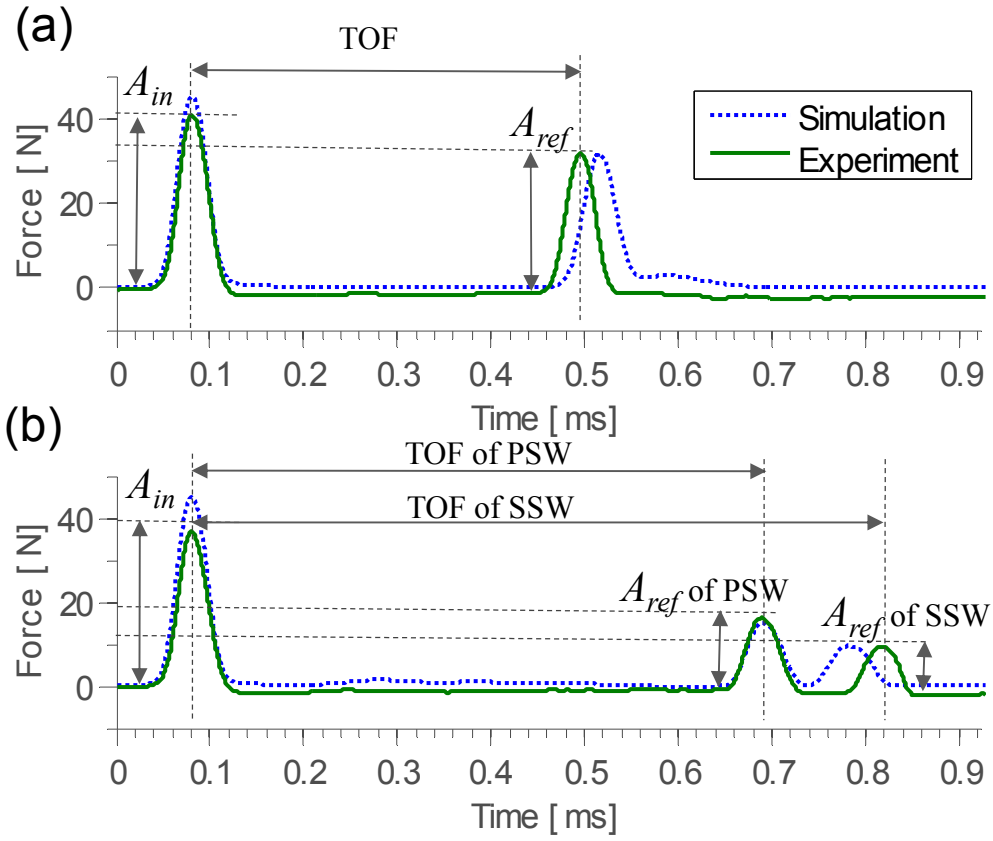 (a)
TOF
A_in
A_ref
Simulation
Experiment
Force [ N]
40
20
0
0 0.1 0.2 0.3 0.4 0.5 0.6 0.7 0.8 0.9
Time [ ms]
(b)
TOF of PSW
A_in
TOF of SSW
A_ref of PSW
A_ref of SSW
Force [ N]
40
20
0
0 0.1 0.2 0.3 0.4 0.5 0.6 0.7 0.8 0.9
Time [ ms]